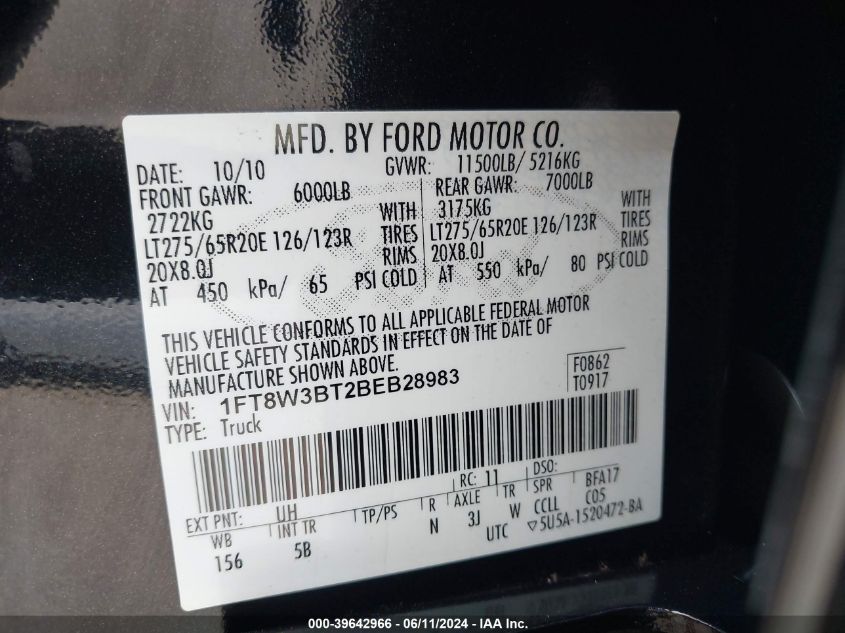 MFD. BY FORD MOTOR CO.
DATE: 10/10 GVWR: 11500LB/ 5216KG
FRONT GAWR: 6000LB REAR GAWR: 7000LB
2722KG WITH 3175KG WITH
LT275/65R20E 126/123R TIRES LT275/65R20E 126/123R TIRES
20X8.0J RIMS 20X8.0J RIMS
AT 450 kPa/ 65 PSI COLD AT 550 kPa/ 80 PSI COLD
THIS VEHICLE CONFORMS TO ALL APPLICABLE FEDERAL MOTOR
VEHICLE SAFETY STANDARDS IN EFFECT ON THE DATE OF
MANUFACTURE SHOWN ABOVE.
VIN: 1FT8W3BT2BEB28983 F0862
TYPE: Truck T0917
EXT PNT: UH RC: 11 DSO:
WB INT TR TP/PS R AXLE TR SPR BFA17
156 5B N 3J W CCLL C05
UTC ▽5U5A-1520472-BA
000-39642966 - 06/11/2024 - IAA Inc.